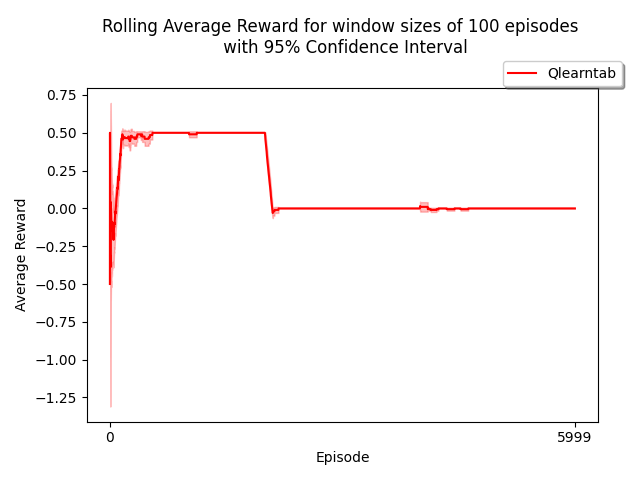 Rolling Average Reward for window sizes of 100 episodes
with 95% Confidence Interval
Qlearntab
0.75
0.50
0.25
0.00
−0.25
−0.50
−0.75
−1.00
−1.25
Average Reward
0
5999
Episode